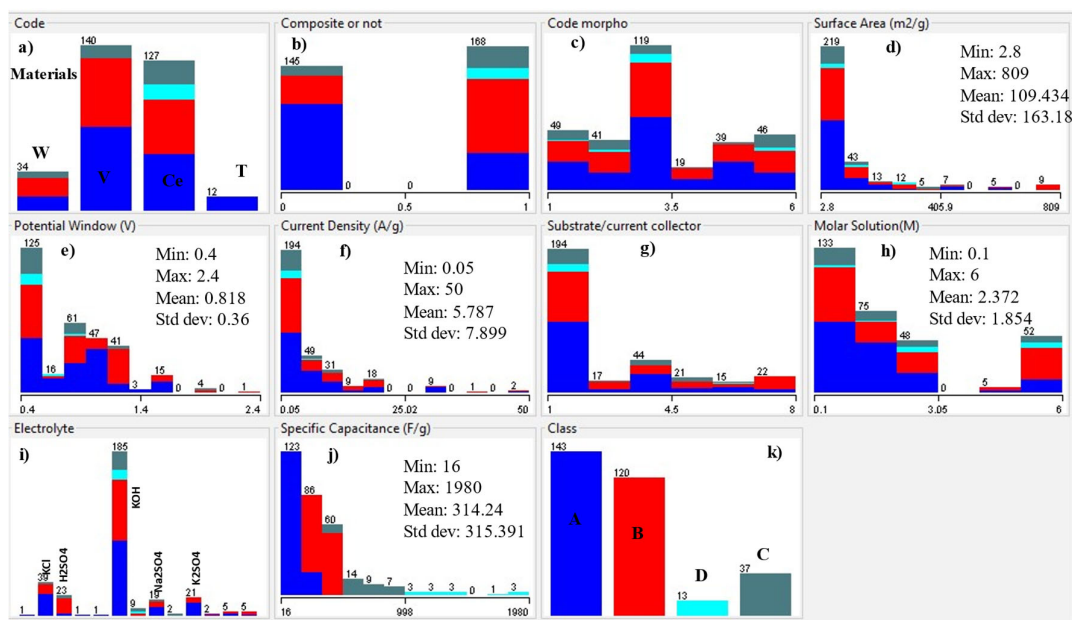 Code
a)
Materials
140
127
34
12
W
V
Ce
T
Composite or not
b)
145
168
0
0
0
0.5
1
Code morpho
c)
49
41
119
19
39
46
1
3.5
6
Surface Area (m2/g)
d)
219
43
13
12
5
7
0
5
0
9
Min: 2.8
Max: 809
Mean: 109.434
Std dev: 163.18
2.8
405.9
809
Potential Window (V)
e)
125
16
61
47
41
3
15
0
4
0
1
Min: 0.4
Max: 2.4
Mean: 0.818
Std dev: 0.36
0.4
1.4
2.4
Current Density (A/g)
f)
194
49
31
9
18
0
0
9
0
1
0
2
Min: 0.05
Max: 50
Mean: 5.787
Std dev: 7.899
0.05
25.02
50
Substrate/current collector
g)
194
17
44
21
15
22
1
4.5
8
Molar Solution(M)
h)
133
75
48
0
5
52
Min: 0.1
Max: 6
Mean: 2.372
Std dev: 1.854
0.1
3.05
6
Electrolyte
i)
1
39
23
1
1
185
9
19
2
21
2
5
5
KCl
H2SO4
KOH
Na2SO4
K2SO4
Specific Capacitance (F/g)
j)
123
86
60
14
9
7
3
3
3
0
1
3
Min: 16
Max: 1980
Mean: 314.24
Std dev: 315.391
16
998
1980
Class
k)
143
120
13
37
A
B
D
C